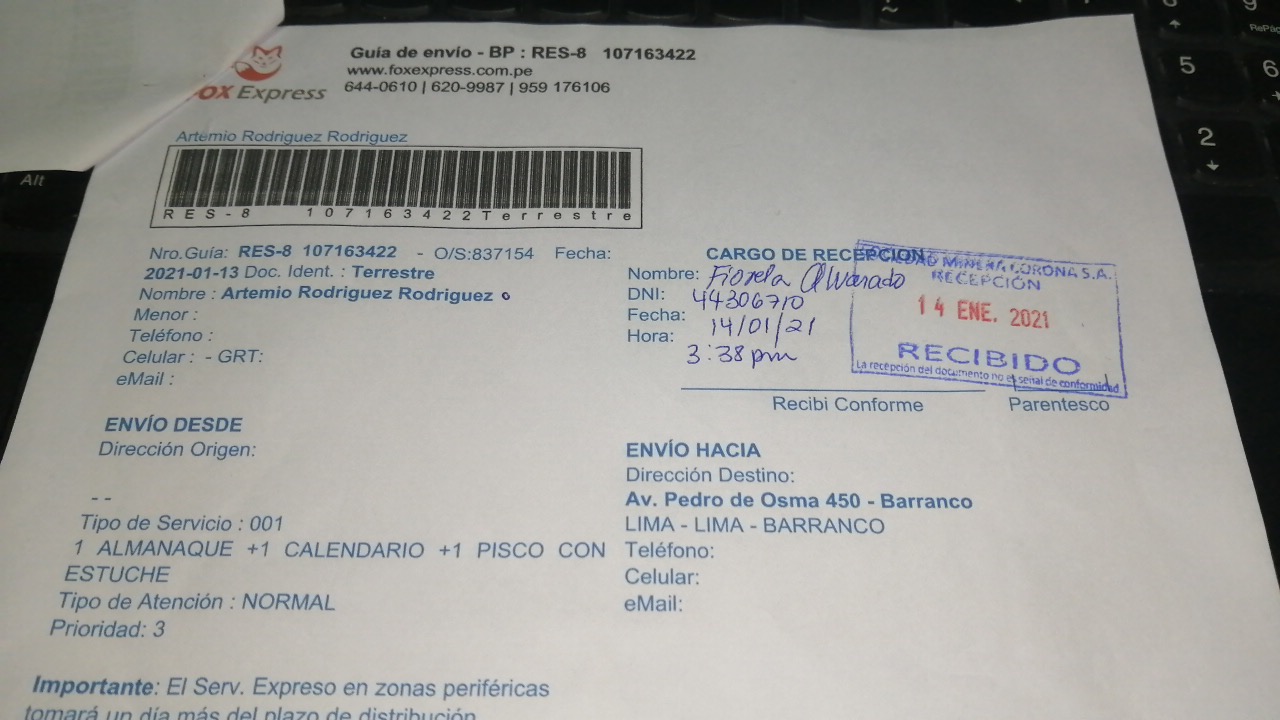 Guía de envío - BP : RES-8 107163422
www.foxexpress.com.pe
644-0610 | 620-9987 | 959 176106
FOX Express
Artemio Rodriguez Rodriguez
RES-8 107163422Terrestre
Nro.Guía: RES-8 107163422 - O/S:837154 Fecha:
2021-01-13 Doc. Ident. : Terrestre
Nombre : Artemio Rodriguez Rodriguez
Menor :
Teléfono :
Celular : - GRT:
eMail :
CARGO DE RECEPCION
Nombre: Fiorela Alvarado
DNI: 44306710
Fecha: 14/01/21
Hora: 3:38pm
SOCIEDAD MINERA CORONA S.A.
RECEPCIÓN
14 ENE. 2021
RECIBIDO
La recepción del documento no es señal de conformidad
Recibi Conforme Parentesco
ENVÍO DESDE
Dirección Origen:
- -
Tipo de Servicio : 001
1 ALMANAQUE +1 CALENDARIO +1 PISCO CON
ESTUCHE
Tipo de Atención : NORMAL
Prioridad: 3
ENVÍO HACIA
Dirección Destino:
Av. Pedro de Osma 450 - Barranco
LIMA - LIMA - BARRANCO
Teléfono:
Celular:
eMail:
Importante: El Serv. Expreso en zonas periféricas
tomará un día más del plazo de distribución
Alt
5
6
2
RePág
9